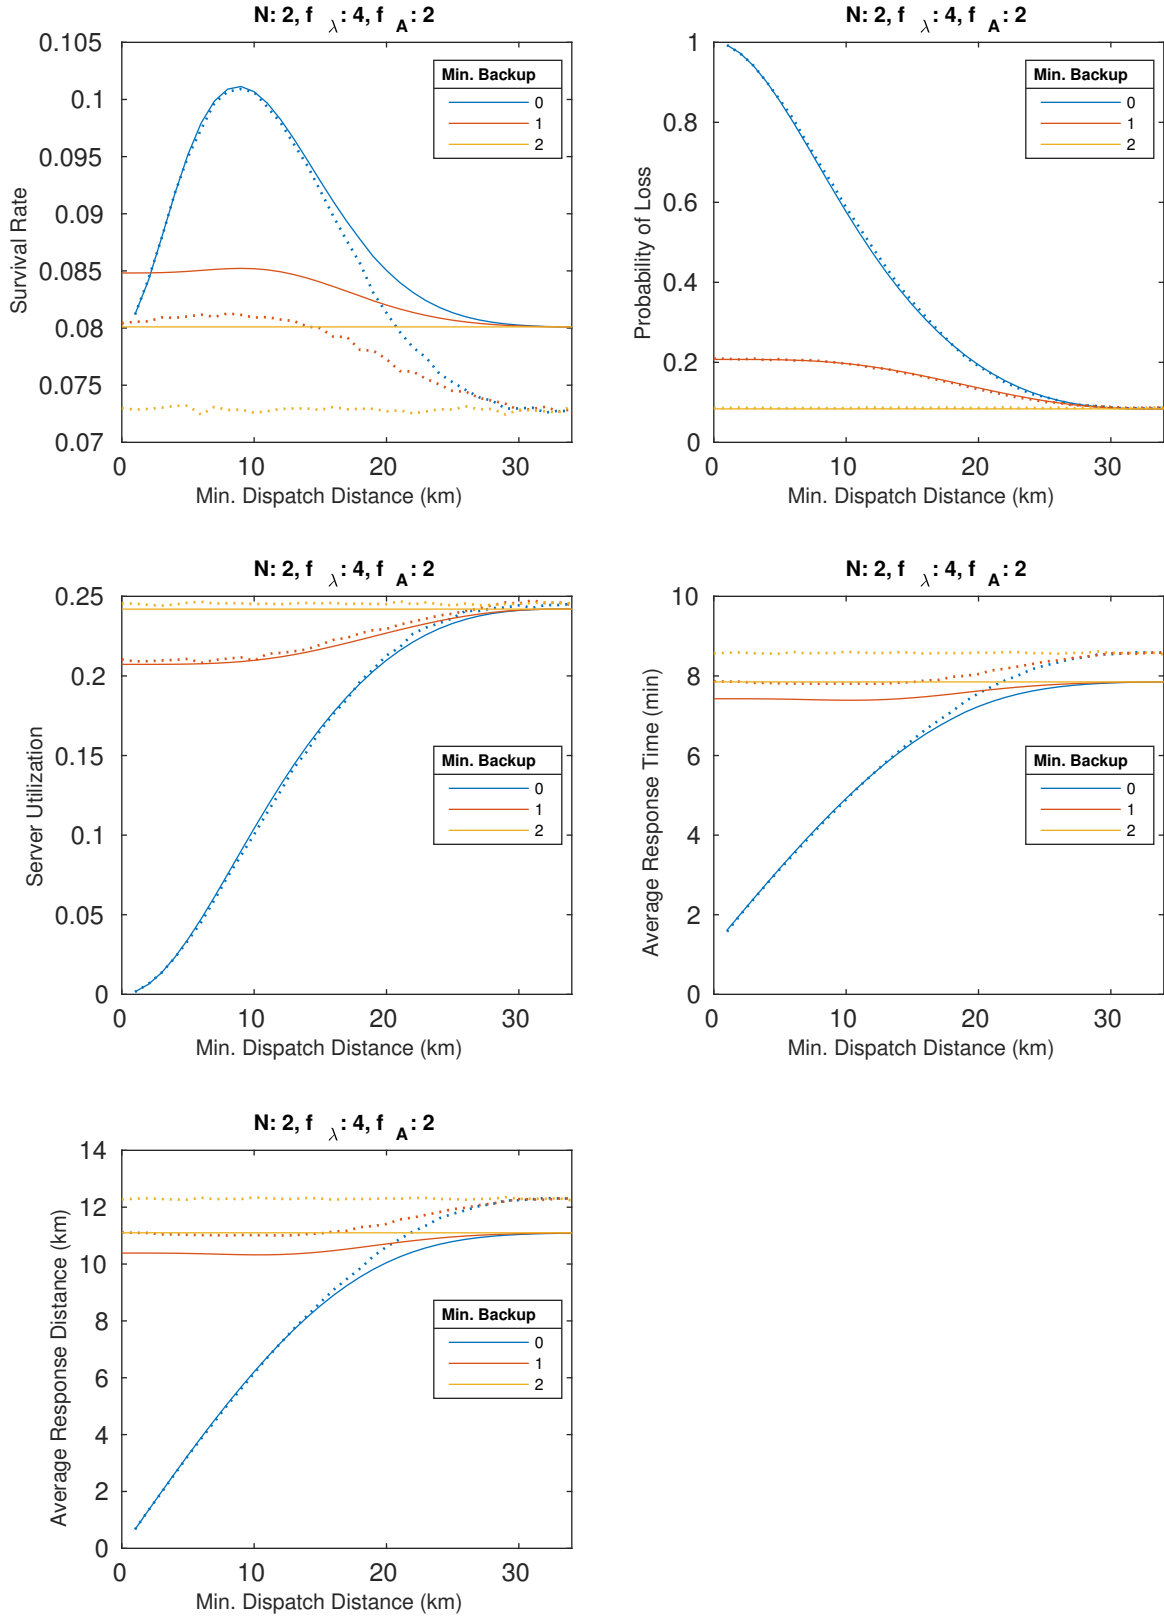 N: 2, f λ: 4, f A: 2
0.105
0.1
0.095
0.09
0.085
0.08
0.075
0.07
Survival Rate
Min. Backup
0
1
2
0 10 20 30
Min. Dispatch Distance (km)
N: 2, f λ: 4, f A: 2
1
0.8
0.6
0.4
0.2
0
Probability of Loss
Min. Backup
0
1
2
0 10 20 30
Min. Dispatch Distance (km)
N: 2, f λ: 4, f A: 2
0.25
0.2
0.15
0.1
0.05
0
Server Utilization
Min. Backup
0
1
2
0 10 20 30
Min. Dispatch Distance (km)
N: 2, f λ: 4, f A: 2
10
8
6
4
2
0
Average Response Time (min)
Min. Backup
0
1
2
0 10 20 30
Min. Dispatch Distance (km)
N: 2, f λ: 4, f A: 2
14
12
10
8
6
4
2
0
Average Response Distance (km)
Min. Backup
0
1
2
0 10 20 30
Min. Dispatch Distance (km)